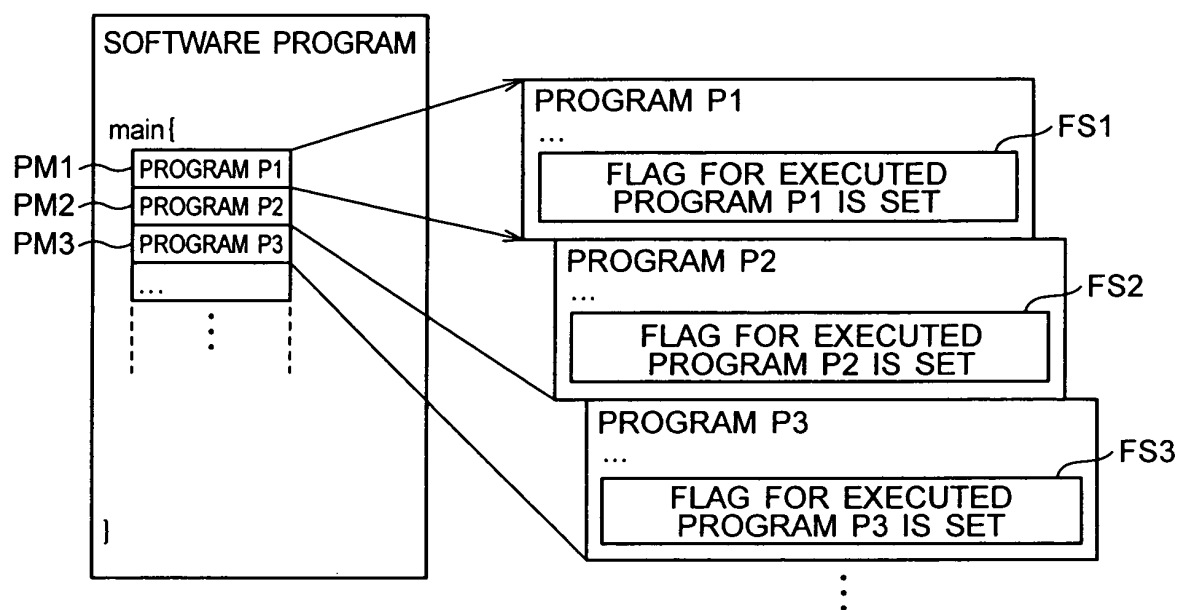 SOFTWARE PROGRAM
main{
PM1
PROGRAM P1
PM2
PROGRAM P2
PM3
PROGRAM P3
...
}
PROGRAM P1
...
FS1
FLAG FOR EXECUTED
PROGRAM P1 IS SET
PROGRAM P2
...
FS2
FLAG FOR EXECUTED
PROGRAM P2 IS SET
PROGRAM P3
...
FS3
FLAG FOR EXECUTED
PROGRAM P3 IS SET